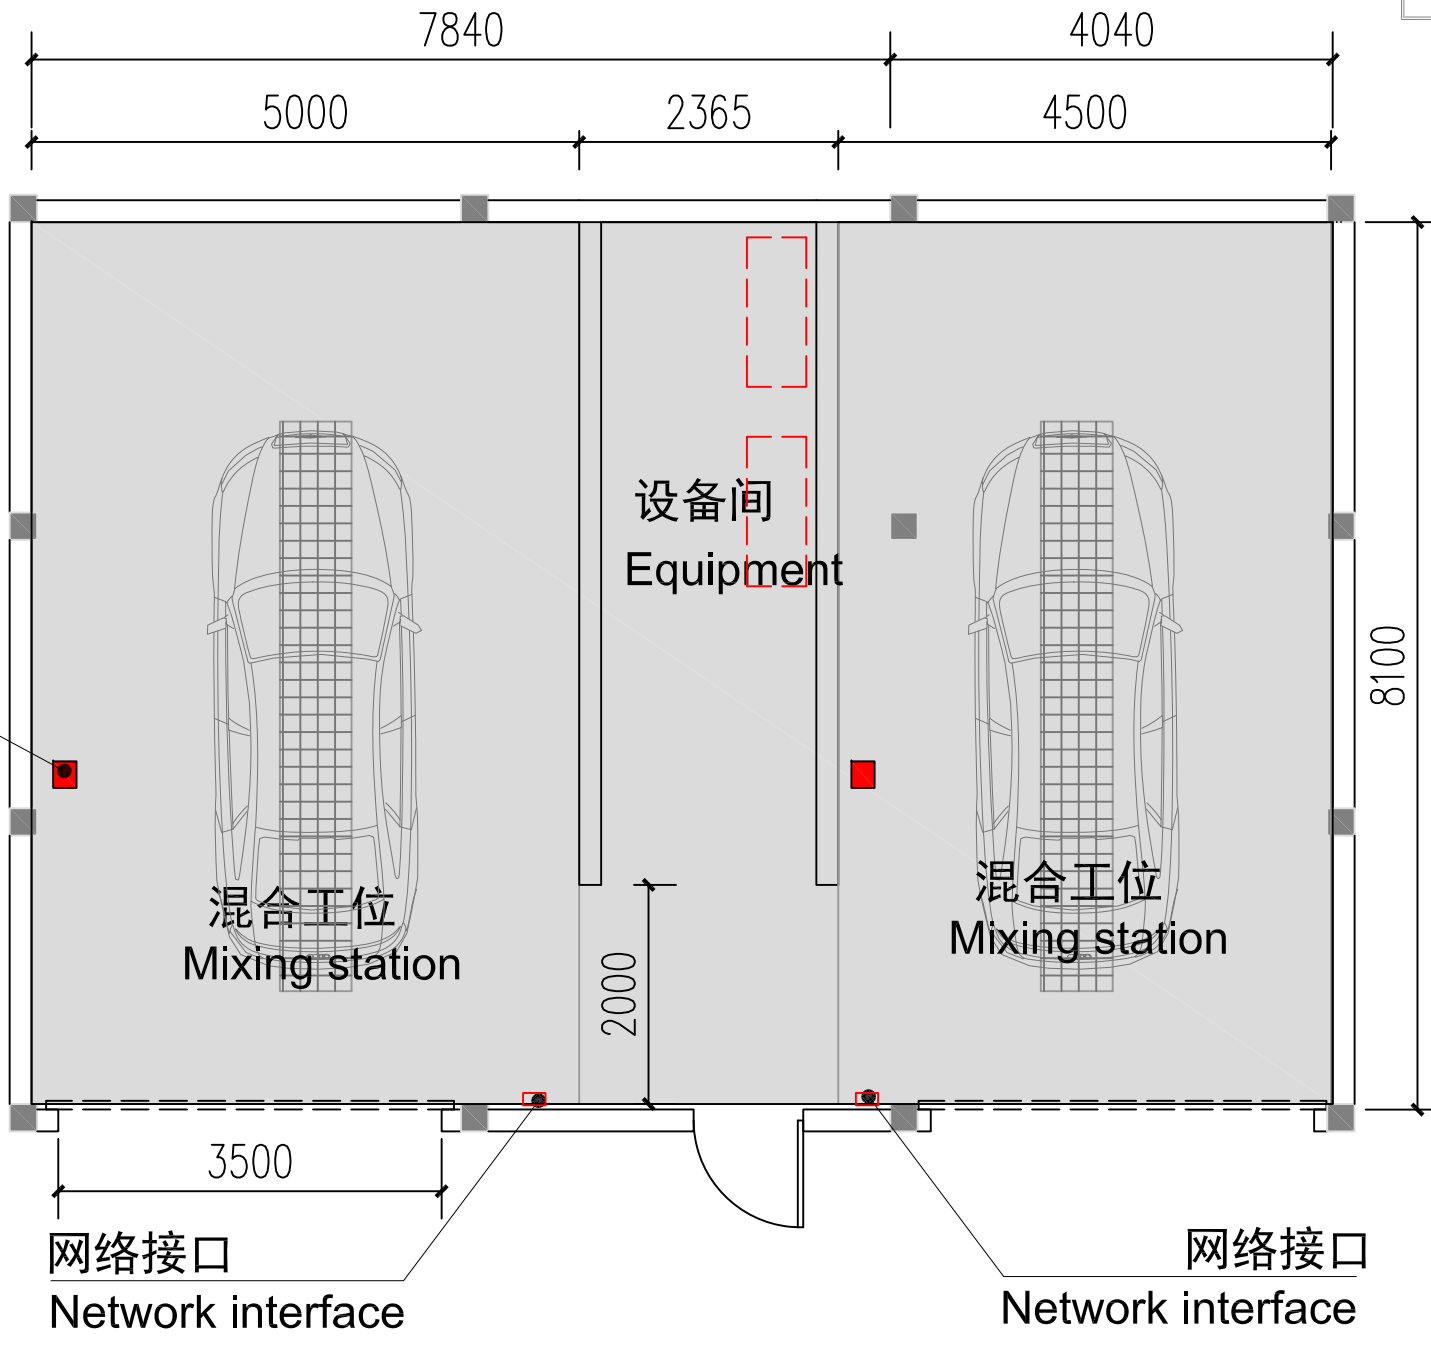 7840
4040
5000
2365
4500
设备间
Equipment
8100
混合工位
Mixing station
混合工位
Mixing station
2000
3500
网络接口
Network interface
网络接口
Network interface